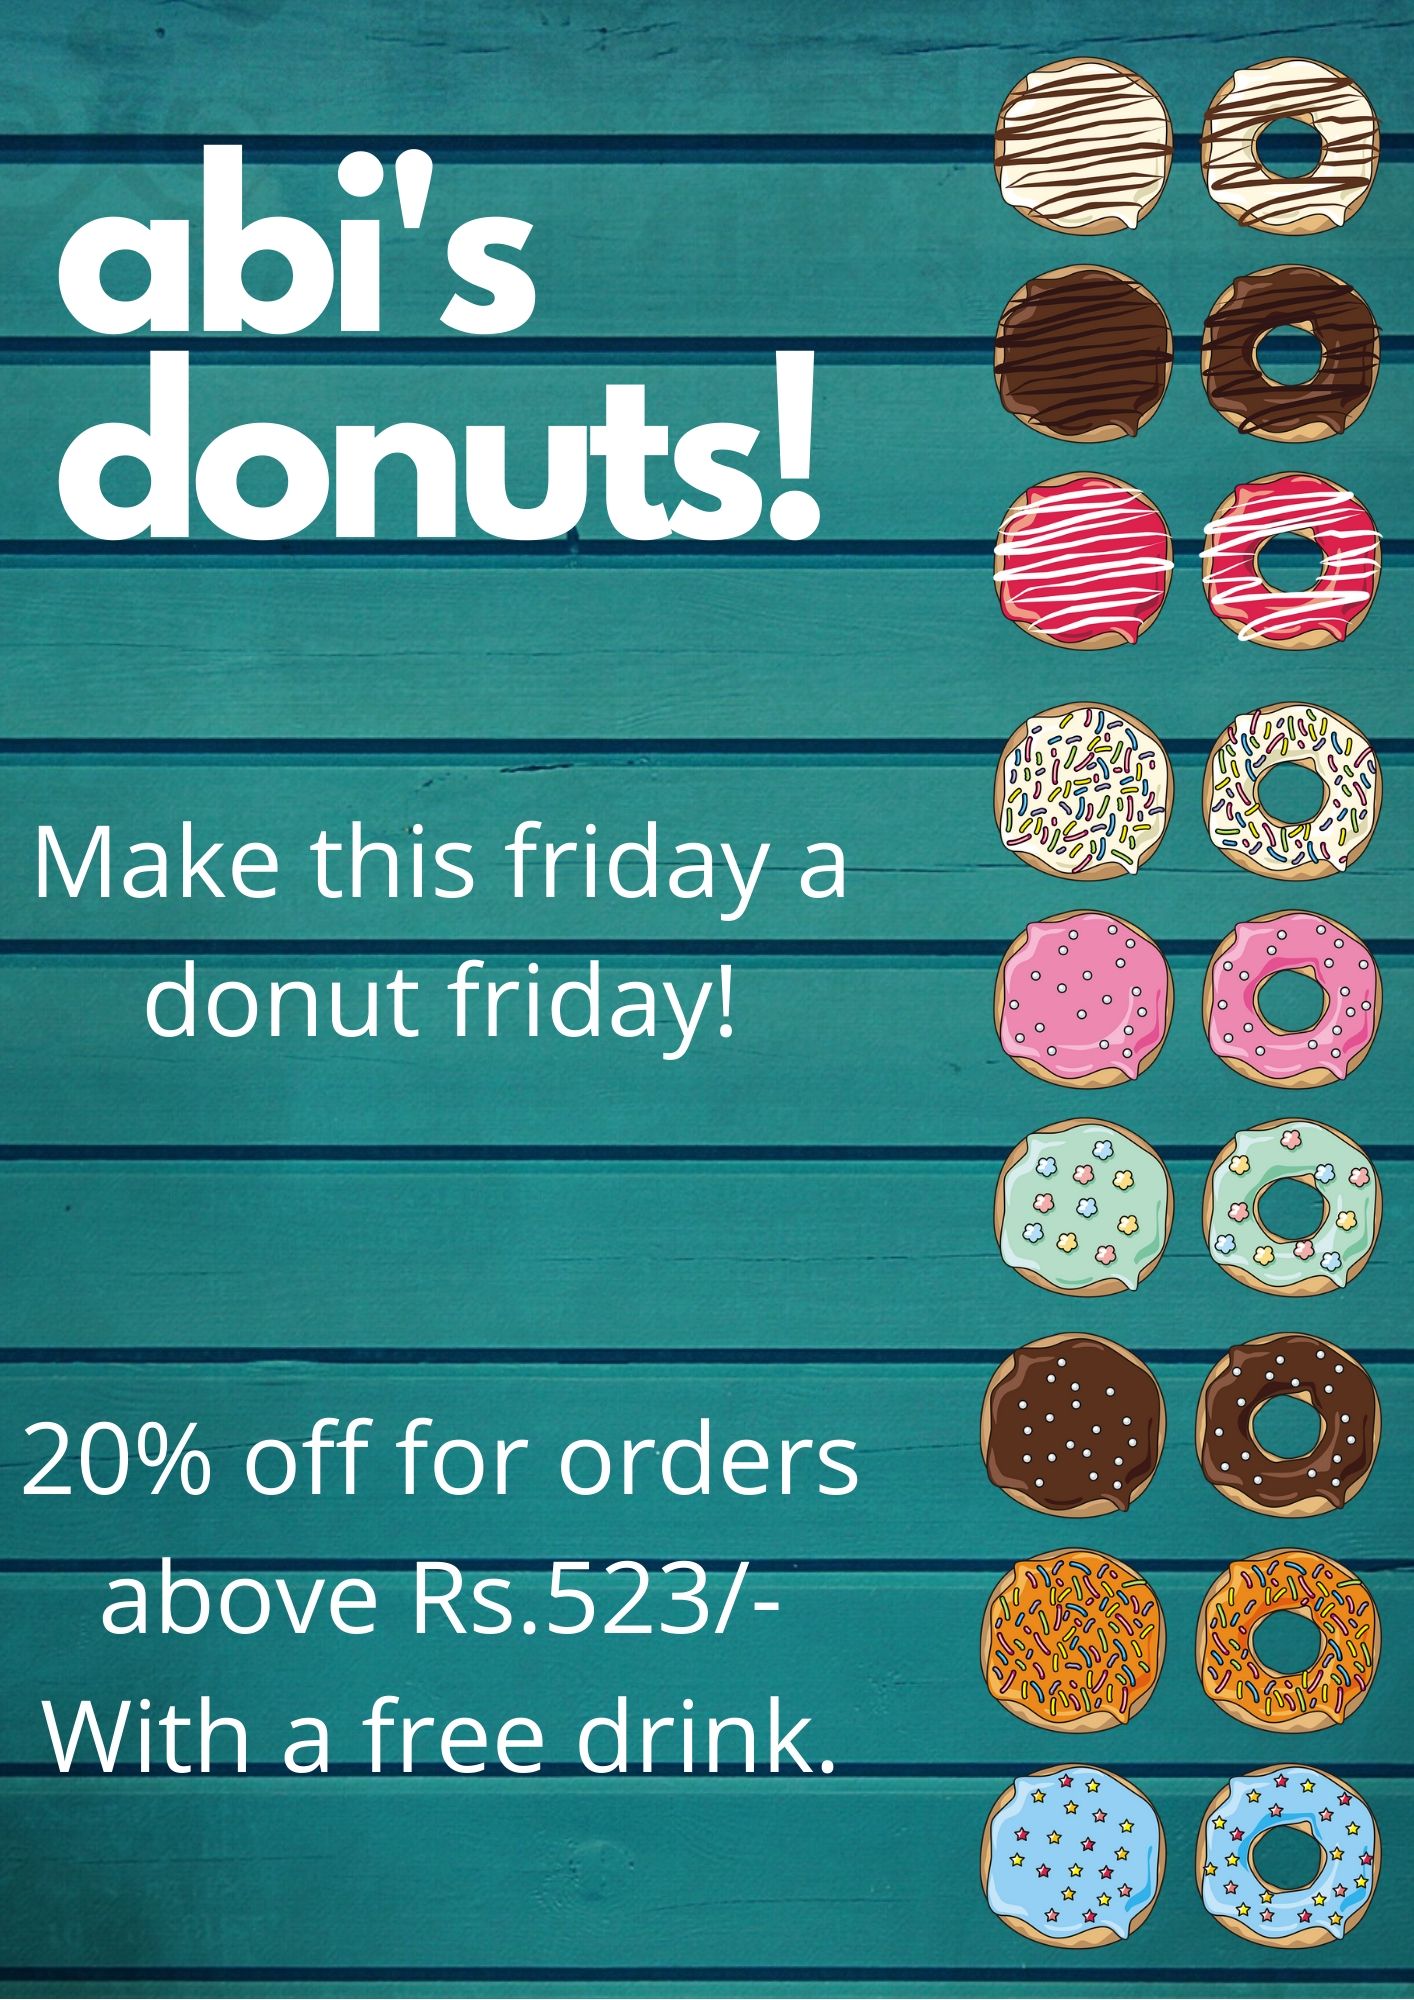 abi's
donuts!
Make this friday a
donut friday!
20% off for orders
above Rs.523/-
With a free drink.